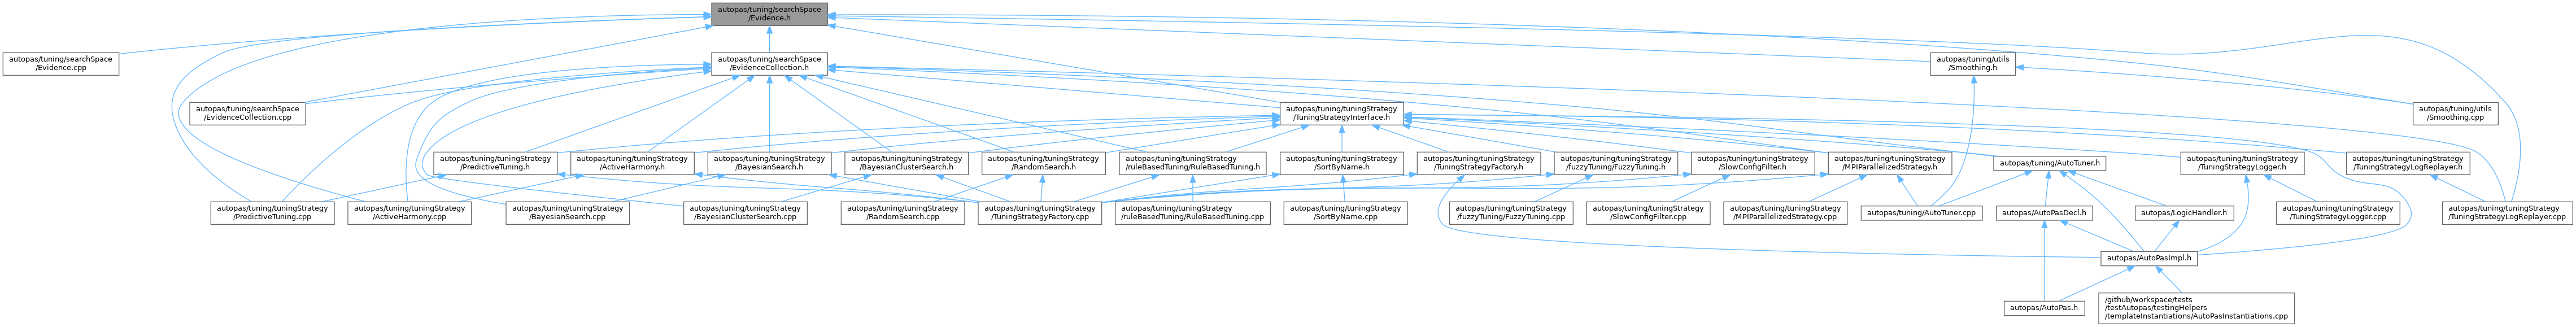 autopas/tuning/searchSpace
/Evidence.h
autopas/tuning/searchSpace
/Evidence.cpp
autopas/tuning/searchSpace
/EvidenceCollection.h
autopas/tuning/utils
/Smoothing.h
autopas/tuning/searchSpace
/EvidenceCollection.cpp
autopas/tuning/tuningStrategy
/TuningStrategyInterface.h
autopas/tuning/utils
/Smoothing.cpp
autopas/tuning/tuningStrategy
/PredictiveTuning.h
autopas/tuning/tuningStrategy
/ActiveHarmony.h
autopas/tuning/tuningStrategy
/BayesianSearch.h
autopas/tuning/tuningStrategy
/BayesianClusterSearch.h
autopas/tuning/tuningStrategy
/RandomSearch.h
autopas/tuning/tuningStrategy
/ruleBasedTuning/RuleBasedTuning.h
autopas/tuning/tuningStrategy
/SortByName.h
autopas/tuning/tuningStrategy
/TuningStrategyFactory.h
autopas/tuning/tuningStrategy
/fuzzyTuning/FuzzyTuning.h
autopas/tuning/tuningStrategy
/SlowConfigFilter.h
autopas/tuning/tuningStrategy
/MPIParallelizedStrategy.h
autopas/tuning/AutoTuner.h
autopas/tuning/tuningStrategy
/TuningStrategyLogger.h
autopas/tuning/tuningStrategy
/TuningStrategyLogReplayer.h
autopas/tuning/tuningStrategy
/PredictiveTuning.cpp
autopas/tuning/tuningStrategy
/ActiveHarmony.cpp
autopas/tuning/tuningStrategy
/BayesianSearch.cpp
autopas/tuning/tuningStrategy
/BayesianClusterSearch.cpp
autopas/tuning/tuningStrategy
/RandomSearch.cpp
autopas/tuning/tuningStrategy
/TuningStrategyFactory.cpp
autopas/tuning/tuningStrategy
/ruleBasedTuning/RuleBasedTuning.cpp
autopas/tuning/tuningStrategy
/SortByName.cpp
autopas/tuning/tuningStrategy
/fuzzyTuning/FuzzyTuning.cpp
autopas/tuning/tuningStrategy
/SlowConfigFilter.cpp
autopas/tuning/tuningStrategy
/MPIParallelizedStrategy.cpp
autopas/tuning/AutoTuner.cpp
autopas/AutoPasDecl.h
autopas/LogicHandler.h
autopas/tuning/tuningStrategy
/TuningStrategyLogger.cpp
autopas/tuning/tuningStrategy
/TuningStrategyLogReplayer.cpp
autopas/AutoPasImpl.h
autopas/AutoPas.h
/github/workspace/tests
/testAutopas/testingHelpers
/templateInstantiations/AutoPasInstantiations.cpp